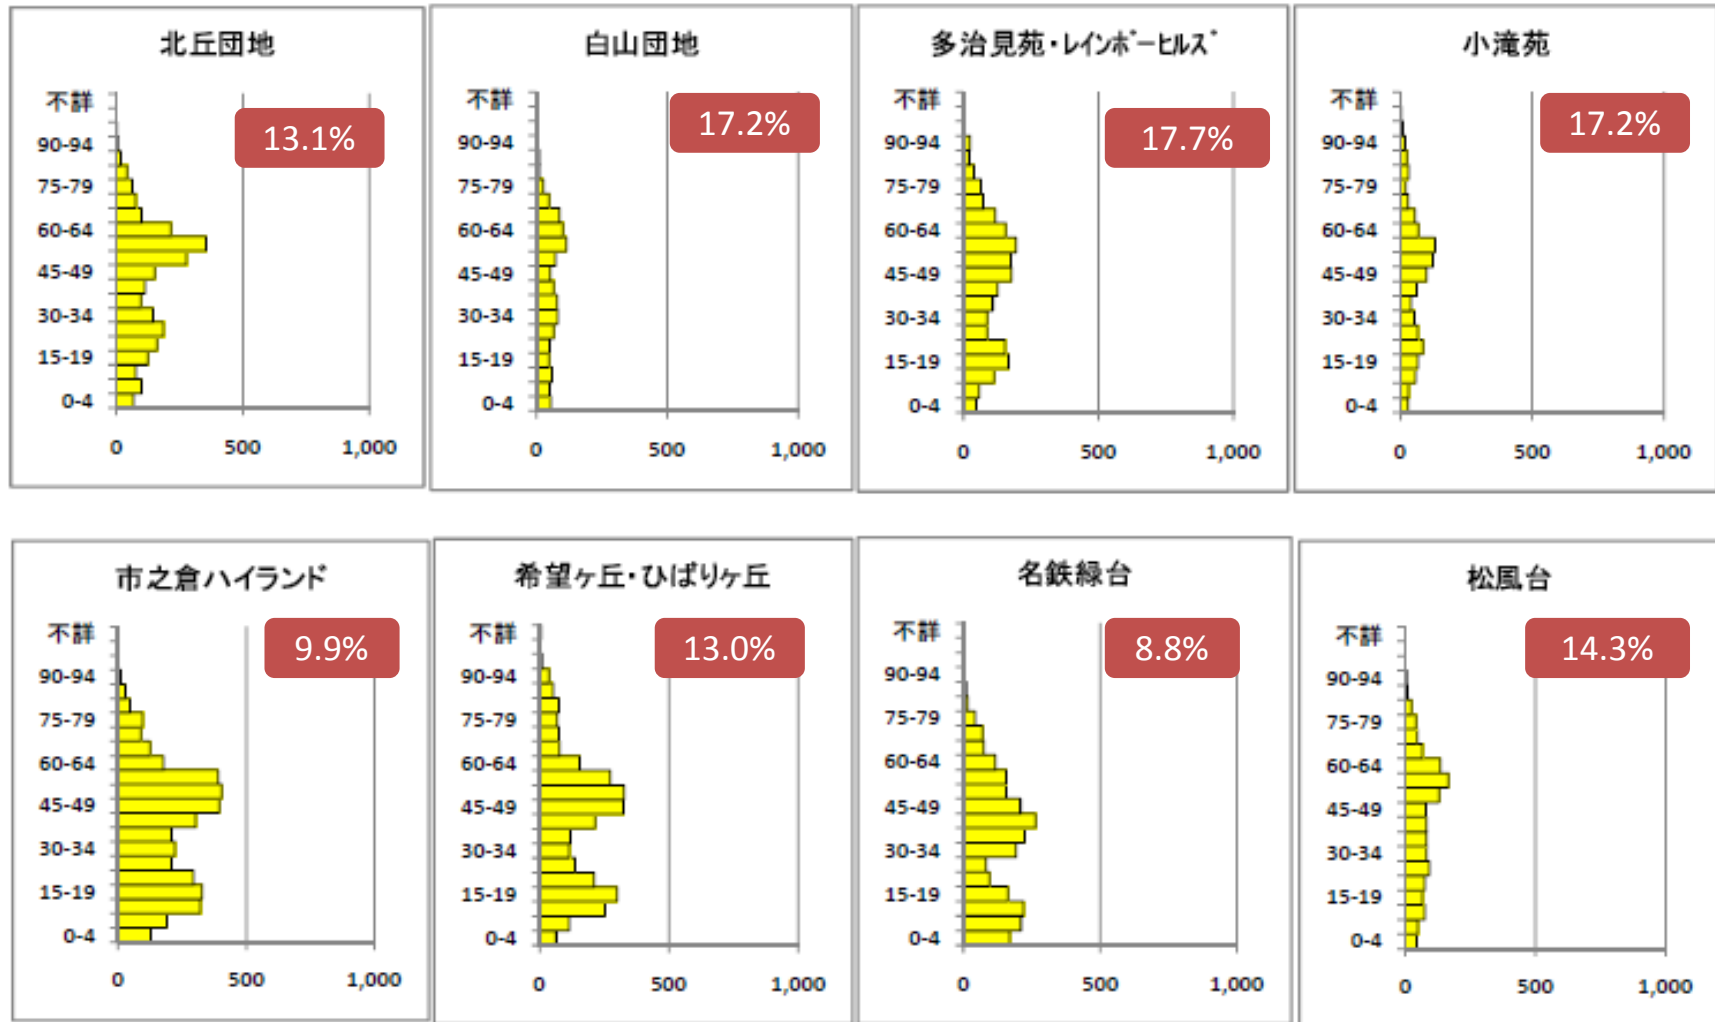 北丘団地
13.1%
不詳
90-94
75-79
60-64
45-49
30-34
15-19
0-4
0 500 1,000
白山団地
17.2%
不詳
90-94
75-79
60-64
45-49
30-34
15-19
0-4
0 500 1,000
多治見苑・レインボーヒルズ
17.7%
不詳
90-94
75-79
60-64
45-49
30-34
15-19
0-4
0 500 1,000
小滝苑
17.2%
不詳
90-94
75-79
60-64
45-49
30-34
15-19
0-4
0 500 1,000
市之倉ハイランド
9.9%
不詳
90-94
75-79
60-64
45-49
30-34
15-19
0-4
0 500 1,000
希望ヶ丘・ひばりヶ丘
13.0%
不詳
90-94
75-79
60-64
45-49
30-34
15-19
0-4
0 500 1,000
名鉄緑台
8.8%
不詳
90-94
75-79
60-64
45-49
30-34
15-19
0-4
0 500 1,000
松風台
14.3%
不詳
90-94
75-79
60-64
45-49
30-34
15-19
0-4
0 500 1,000